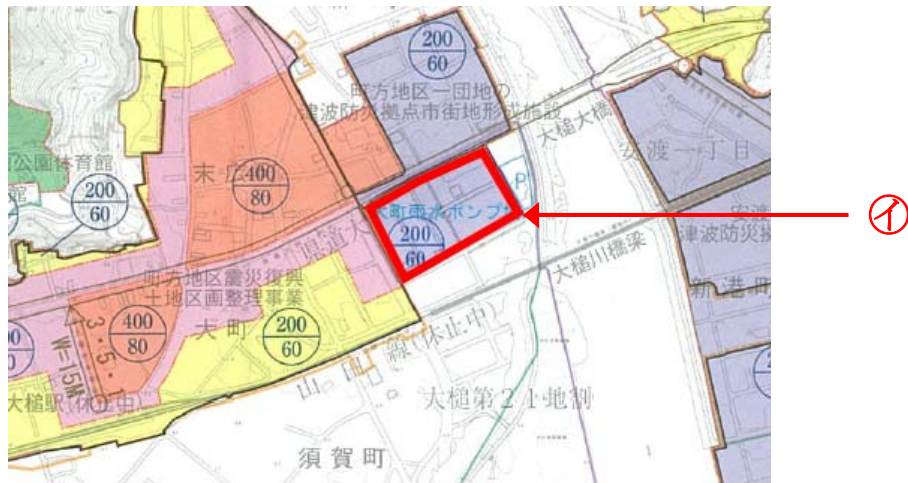 200
60
町方地区一団地の
津波防災拠点市街地形成施設
大槌大橋
安渡一丁目
公園体育館
館
200
60
末広
400
80
P
大町雨水ポンプ
200
60
県道大
㋑
安
津波防災拠
大槌川橋梁
新港町
町方地区震災復興
土地区画整理事業
大町
400
80
200
60
3・5・1
W=15M
山田線(休止中)
大槌駅(休止中)
大槌第21地割
須賀町
1